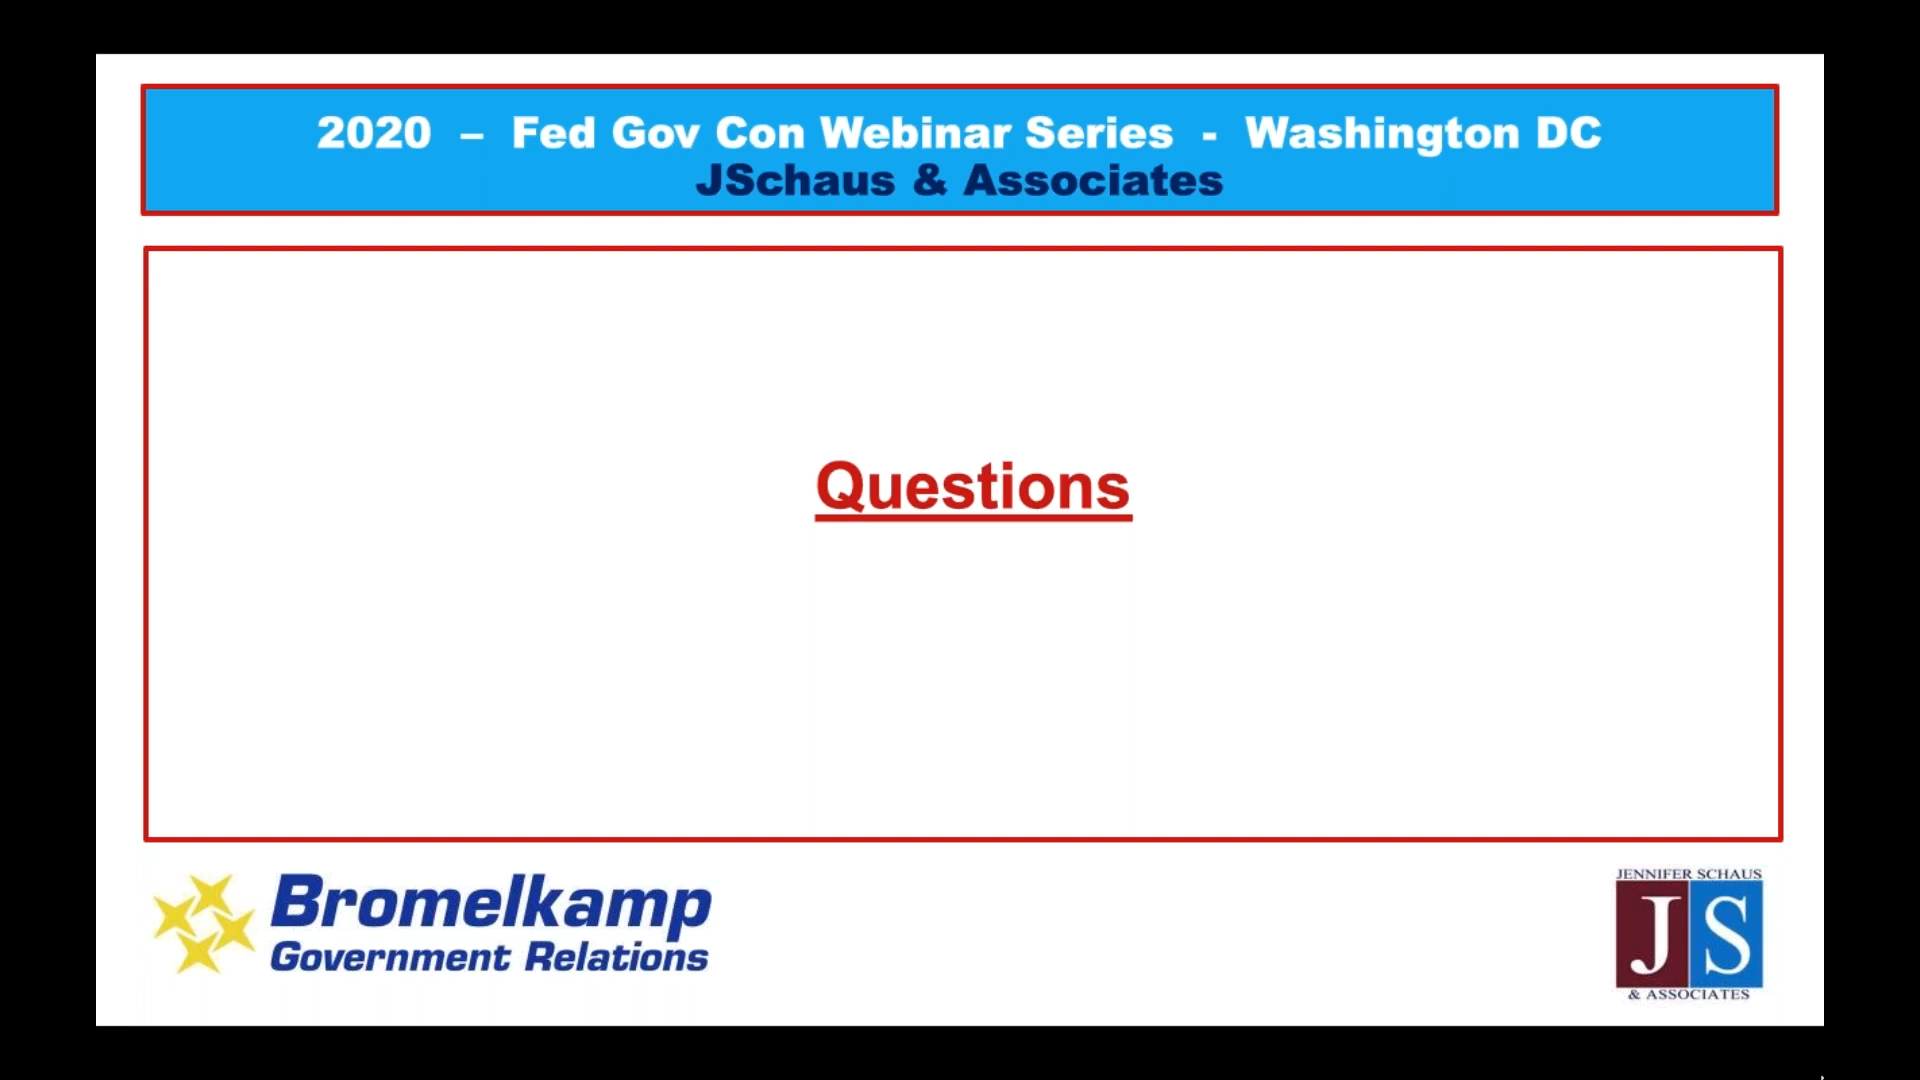 2020 – Fed Gov Con Webinar Series - Washington DC
JSchaus & Associates
Questions
Bromelkamp
Government Relations
JENNIFER SCHAUS
JS
& ASSOCIATES